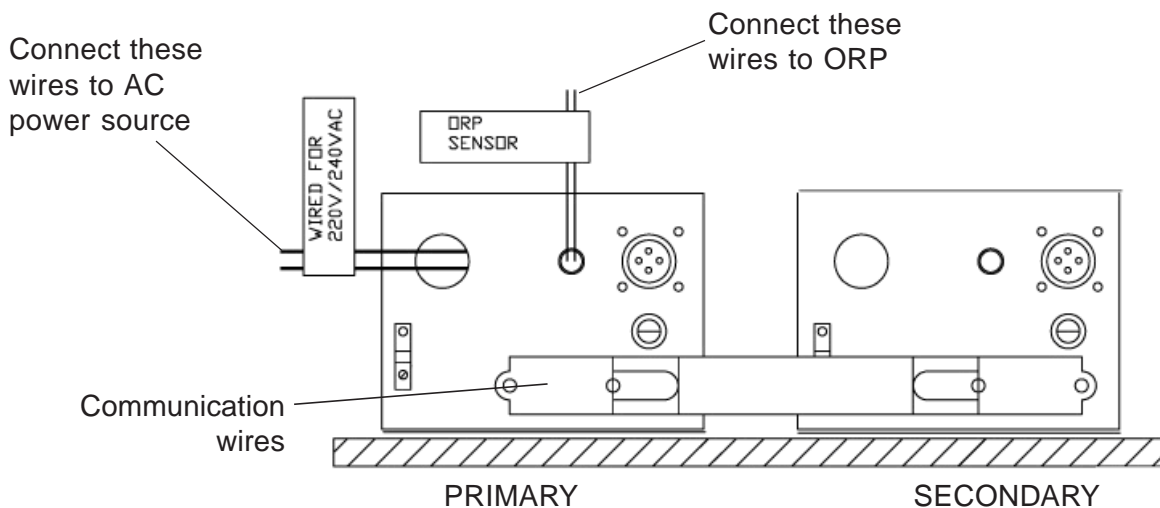 Connect these
wires to AC
power source
Connect these
wires to ORP
WIRED FOR
220V/240VAC
ORP
SENSOR
Communication
wires
PRIMARY
SECONDARY